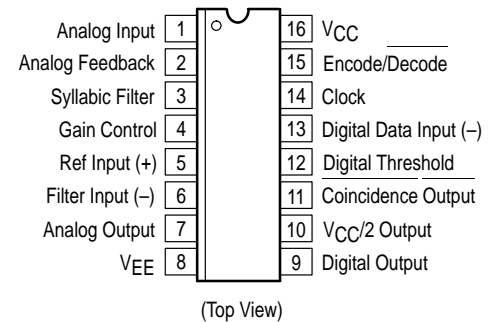 Analog Input 1 16 VCC
Analog Feedback 2 15 Encode/Decode
Syllabic Filter 3 14 Clock
Gain Control 4 13 Digital Data Input (–)
Ref Input (+) 5 12 Digital Threshold
Filter Input (–) 6 11 Coincidence Output
Analog Output 7 10 VCC/2 Output
VEE 8 9 Digital Output
(Top View)